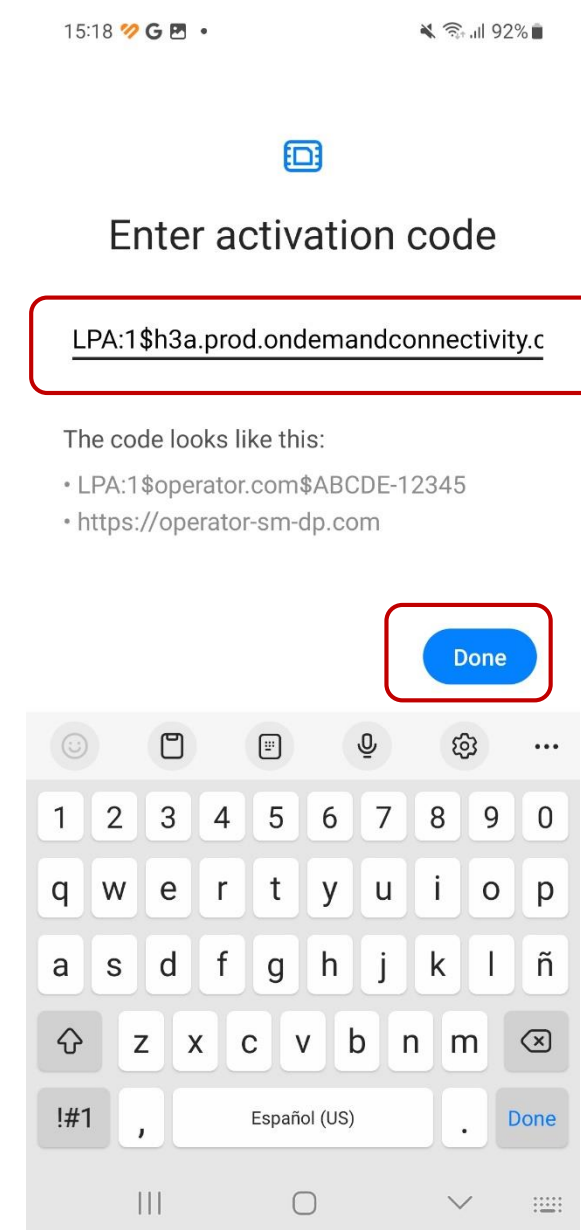 15:18 G
92%
Enter activation code
LPA:1$h3a.prod.ondemandconnectivity.c
The code looks like this:
• LPA:1$operator.com$ABCDE-12345
• https://operator-sm-dp.com
Done
1 2 3 4 5 6 7 8 9 0
q w e r t y u i o p
a s d f g h j k l ñ
z x c v b n m
!#1 , Español (US) . Done